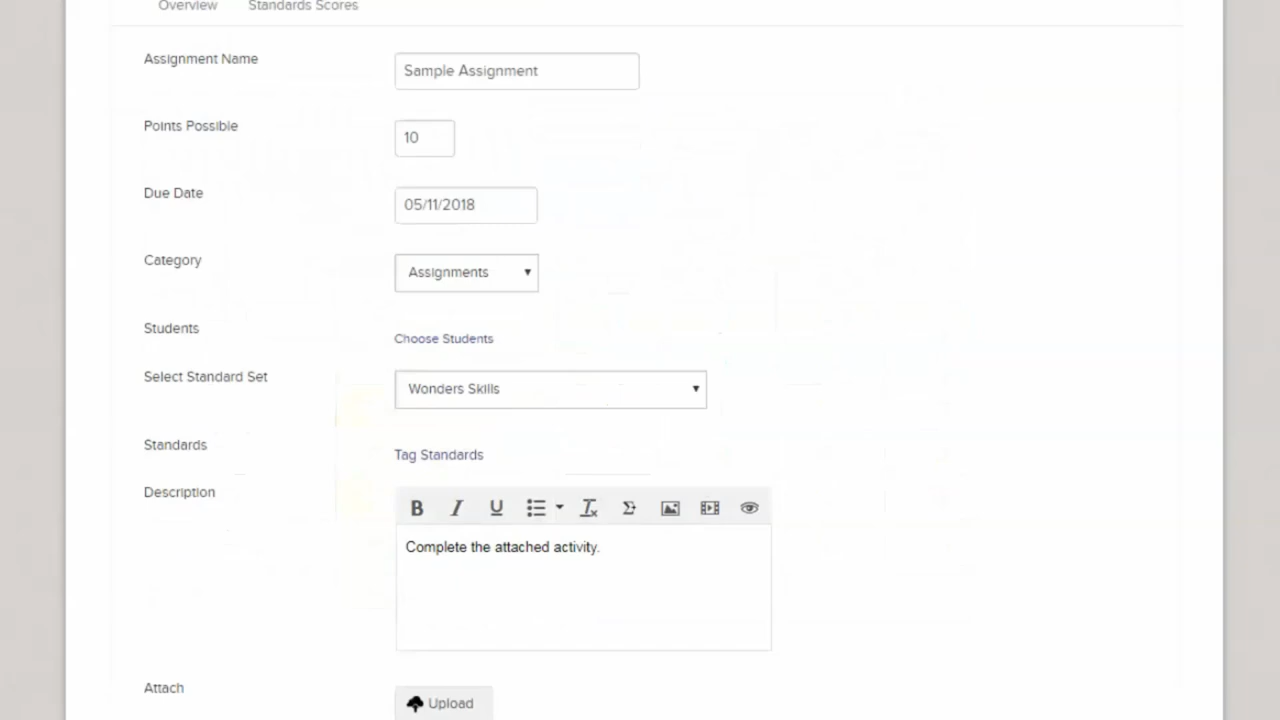 Overview Standards Scores
Assignment Name Sample Assignment
Points Possible 10
Due Date 05/11/2018
Category Assignments
Students Choose Students
Select Standard Set Wonders Skills
Standards Tag Standards
Description B I U Tx Σ
Complete the attached activity.
Attach Upload